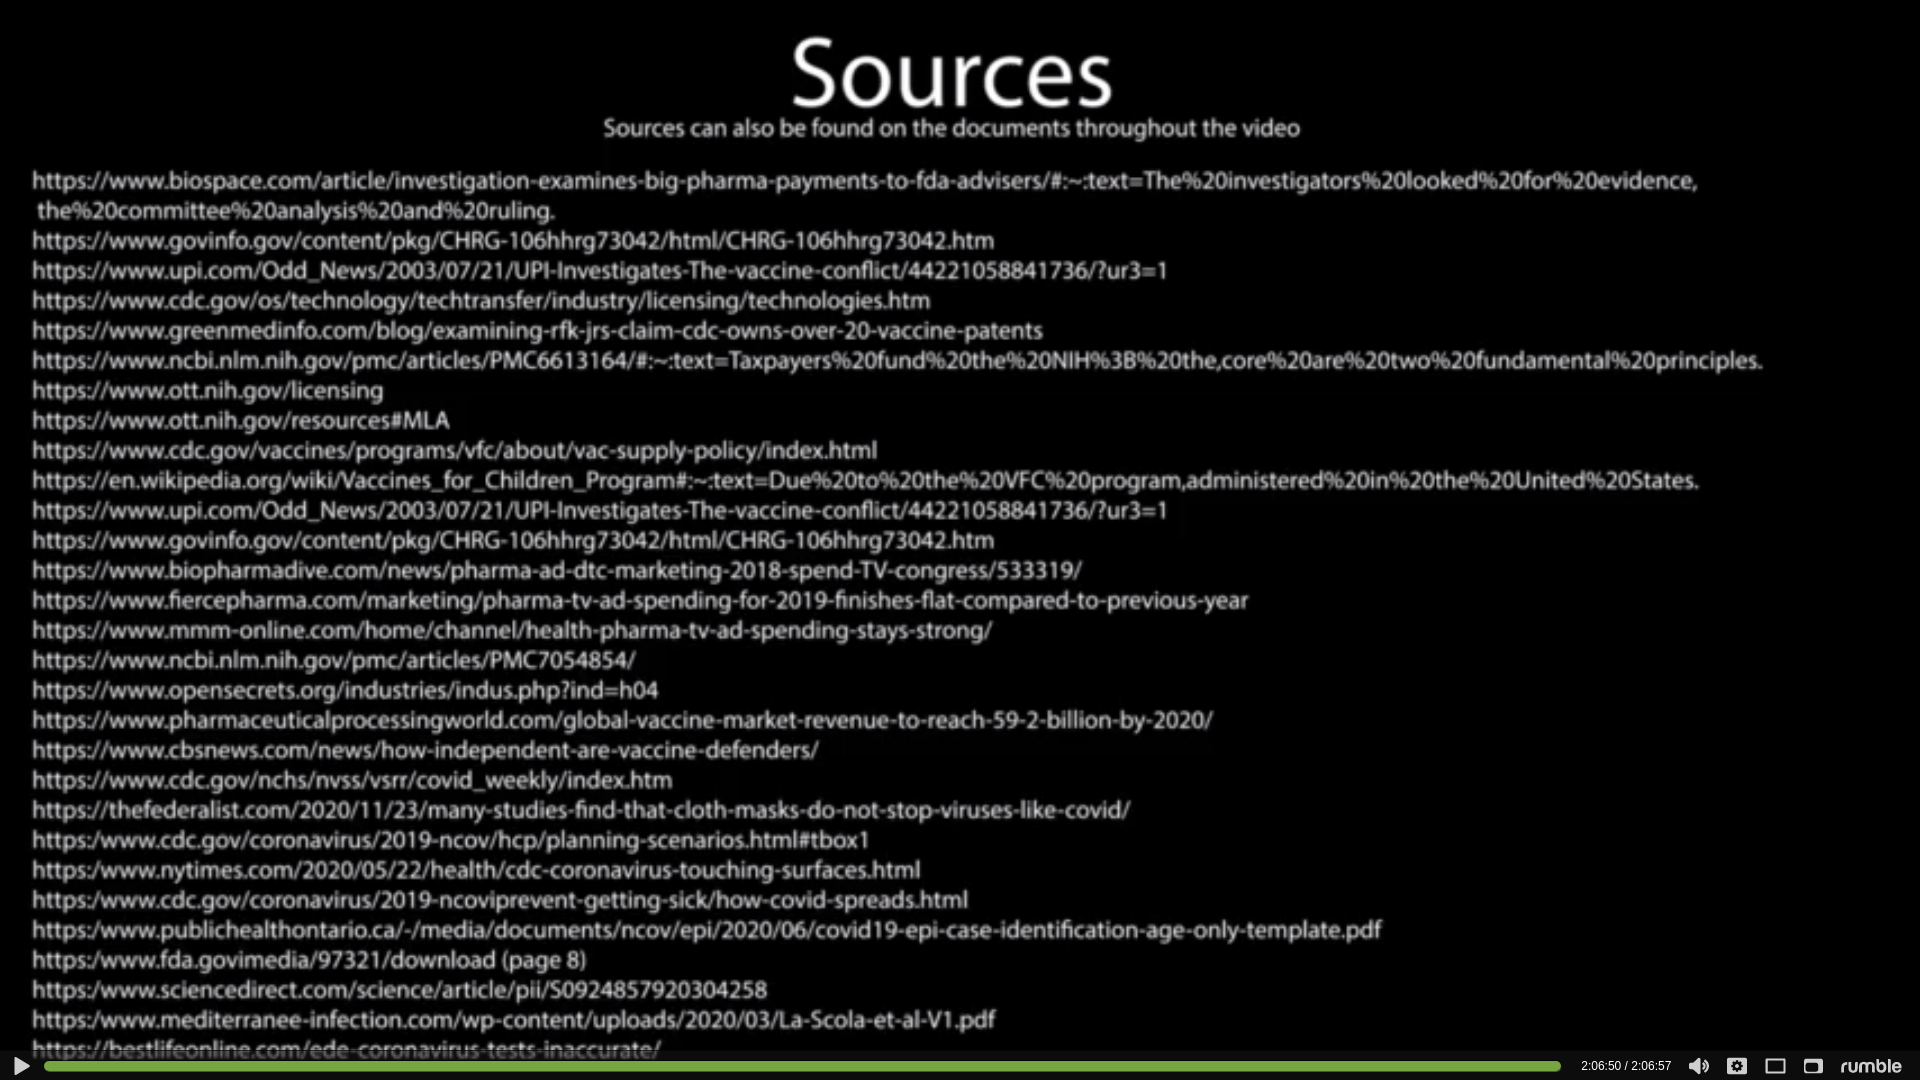 Sources
Sources can also be found on the documents throughout the video
https://www.biospace.com/article/investigation-examines-big-pharma-payments-to-fda-advisers/#:~:text=The%20investigators%20looked%20for%20evidence,
the%20committee%20analysis%20and%20ruling.
https://www.govinfo.gov/content/pkg/CHRG-106hhrg73042/html/CHRG-106hhrg73042.htm
https://www.upi.com/Odd_News/2003/07/21/UPI-Investigates-The-vaccine-conflict/44221058841736/?ur3=1
https://www.cdc.gov/os/technology/techtransfer/industry/licensing/technologies.htm
https://www.greenmedinfo.com/blog/examining-rfk-jrs-claim-cdc-owns-over-20-vaccine-patents
https://www.ncbi.nlm.nih.gov/pmc/articles/PMC6613164/#:~:text=Taxpayers%20fund%20the%20NIH%3B%20the,core%20are%20two%20fundamental%20principles.
https://www.ott.nih.gov/licensing
https://www.ott.nih.gov/resources#MLA
https://www.cdc.gov/vaccines/programs/vfc/about/vac-supply-policy/index.html
https://en.wikipedia.org/wiki/Vaccines_for_Children_Program#:~:text=Due%20to%20the%20VFC%20program,administered%20in%20the%20United%20States.
https://www.upi.com/Odd_News/2003/07/21/UPI-Investigates-The-vaccine-conflict/44221058841736/?ur3=1
https://www.govinfo.gov/content/pkg/CHRG-106hhrg73042/html/CHRG-106hhrg73042.htm
https://www.biopharmadive.com/news/pharma-ad-dtc-marketing-2018-spend-TV-congress/533319/
https://www.fiercepharma.com/marketing/pharma-tv-ad-spending-for-2019-finishes-flat-compared-to-previous-year
https://www.mmm-online.com/home/channel/health-pharma-tv-ad-spending-stays-strong/
https://www.ncbi.nlm.nih.gov/pmc/articles/PMC7054854/
https://www.opensecrets.org/industries/indus.php?ind=h04
https://www.pharmaceuticalprocessingworld.com/global-vaccine-market-revenue-to-reach-59-2-billion-by-2020/
https://www.cbsnews.com/news/how-independent-are-vaccine-defenders/
https://www.cdc.gov/nchs/nvss/vsrr/covid_weekly/index.htm
https://thefederalist.com/2020/11/23/many-studies-find-that-cloth-masks-do-not-stop-viruses-like-covid/
https:/www.cdc.gov/coronavirus/2019-ncov/hcp/planning-scenarios.html#tbox1
https:/www.nytimes.com/2020/05/22/health/cdc-coronavirus-touching-surfaces.html
https:/www.cdc.gov/coronavirus/2019-ncoviprevent-getting-sick/how-covid-spreads.html
https:/www.publichealthontario.ca/-/media/documents/ncov/epi/2020/06/covid19-epi-case-identification-age-only-template.pdf
https:/www.fda.govimedia/97321/download (page 8)
https:/www.sciencedirect.com/science/article/pii/S0924857920304258
https:/www.mediterranee-infection.com/wp-content/uploads/2020/03/La-Scola-et-al-V1.pdf
https://bestlifeonline.com/ede-coronavirus-tests-inaccurate/
2:06:50 / 2:06:57
rumble